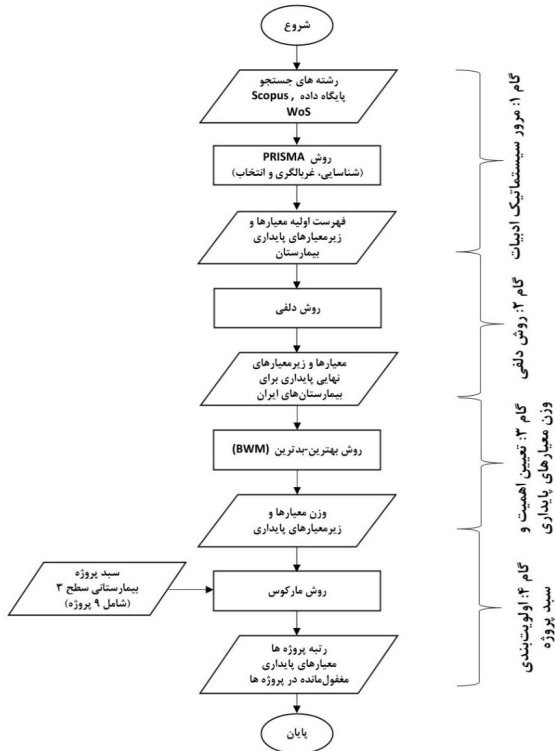 شروع
رشته های جستجو
پایگاه داده Scopus ,
WoS
روش PRISMA
(شناسایی، غربالگری و انتخاب)
فهرست اولیه معیارها و
زیرمعیارهای پایداری
بیمارستان
گام ۱: مرور سیستماتیک ادبیات
روش دلفی
معیارها و زیرمعیارهای
نهایی پایداری برای
بیمارستان‌های ایران
گام ۲: روش دلفی
روش بهترین-بدترین (BWM)
وزن معیارها و
زیرمعیارهای پایداری
گام ۳: تعیین اهمیت و
وزن معیارهای پایداری
سبد پروژه
بیمارستانی سطح ۳
(شامل ۹ پروژه)
روش مارکوس
رتبه پروژه ها
معیارهای پایداری
مغفول‌مانده در پروژه ها
گام ۴: اولویت‌بندی
سبد پروژه
پایان